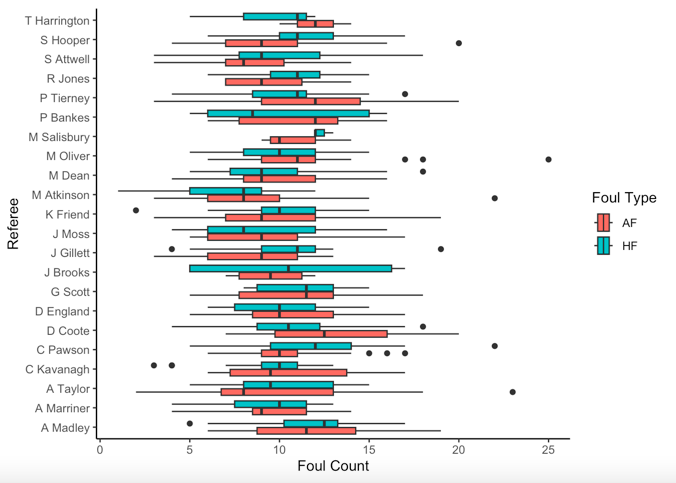 T Harrington
S Hooper
S Attwell
R Jones
P Tierney
P Bankes
M Salisbury
M Oliver
M Dean
M Atkinson
K Friend
J Moss
J Gillett
J Brooks
G Scott
D England
D Coote
C Pawson
C Kavanagh
A Taylor
A Marriner
A Madley
Referee
0 5 10 15 20 25
Foul Count
Foul Type
AF
HF